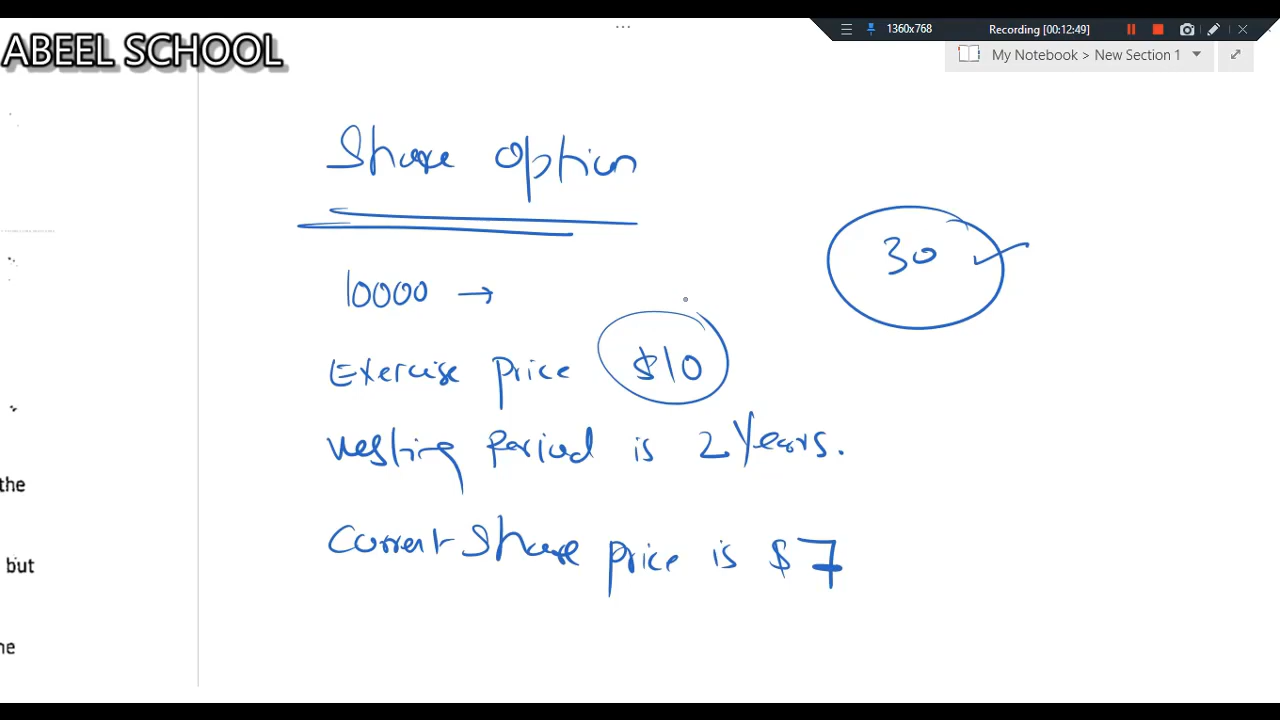 1360x768 Recording [00:12:49]
ABEEL SCHOOL
My Notebook > New Section 1
Share option
30
10000 →
Exercise price $10
Vesting period is 2 Years.
the
Current Share price is $7
but
ne